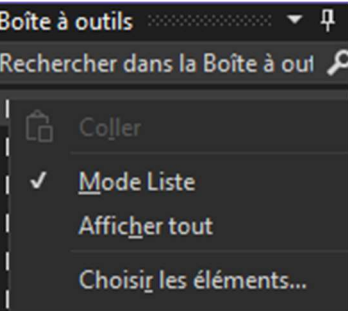 Boîte à outils
Rechercher dans la Boîte à out
Coller
Mode Liste
Afficher tout
Choisir les éléments...